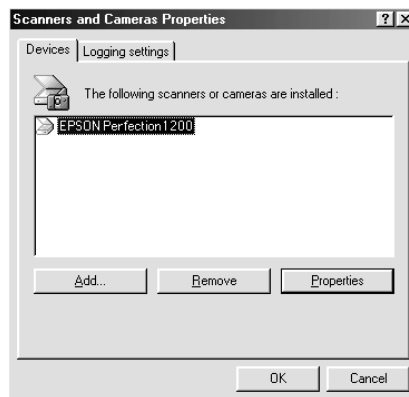 Scanners and Cameras Properties
Devices Logging settings
The following scanners or cameras are installed :
EPSON Perfection1200
Add... Remove Properties
OK Cancel